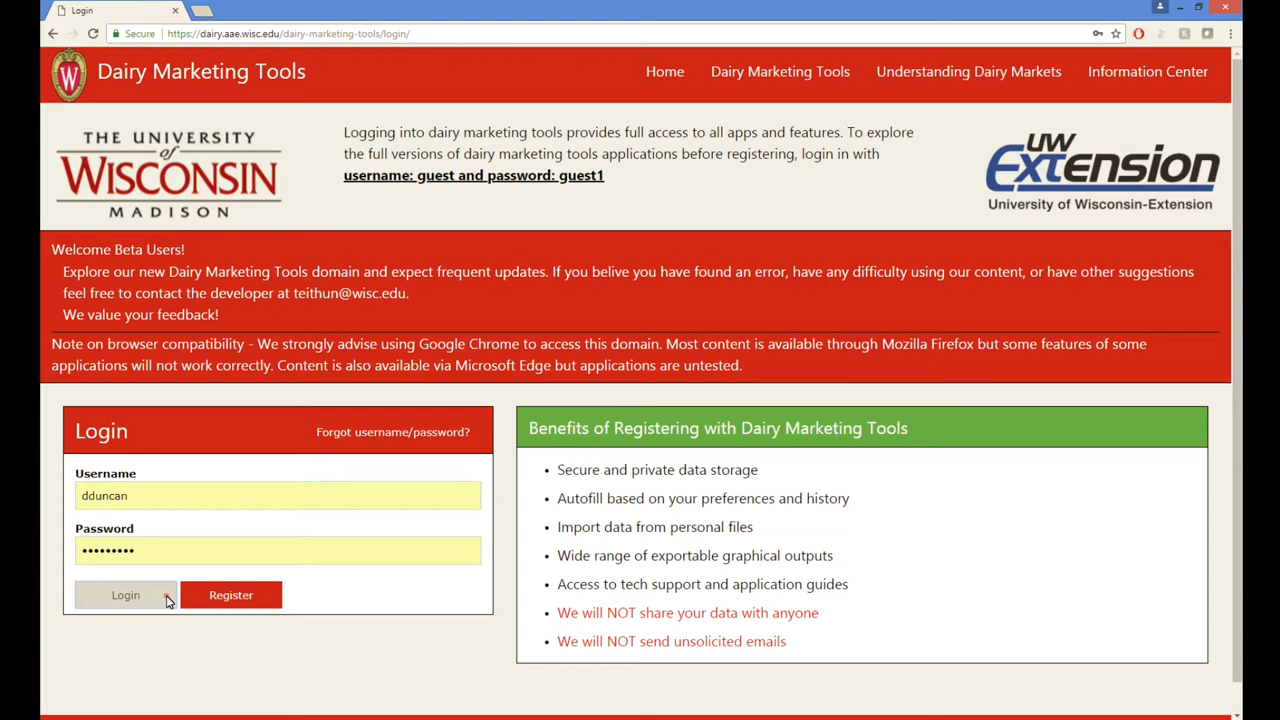 Login
Secure https://dairy.aae.wisc.edu/dairy-marketing-tools/login/
W Dairy Marketing Tools Home Dairy Marketing Tools Understanding Dairy Markets Information Center
THE UNIVERSITY
of
WISCONSIN
MADISON
Logging into dairy marketing tools provides full access to all apps and features. To explore
the full versions of dairy marketing tools applications before registering, login in with
username: guest and password: guest1
UW
Extension
University of Wisconsin-Extension
Welcome Beta Users!
Explore our new Dairy Marketing Tools domain and expect frequent updates. If you belive you have found an error, have any difficulty using our content, or have other suggestions
feel free to contact the developer at teithun@wisc.edu.
We value your feedback!
Note on browser compatibility - We strongly advise using Google Chrome to access this domain. Most content is available through Mozilla Firefox but some features of some
applications will not work correctly. Content is also available via Microsoft Edge but applications are untested.
Login Forgot username/password?
Username
dduncan
Password
•••••••••
Login Register
Benefits of Registering with Dairy Marketing Tools
• Secure and private data storage
• Autofill based on your preferences and history
• Import data from personal files
• Wide range of exportable graphical outputs
• Access to tech support and application guides
• We will NOT share your data with anyone
• We will NOT send unsolicited emails